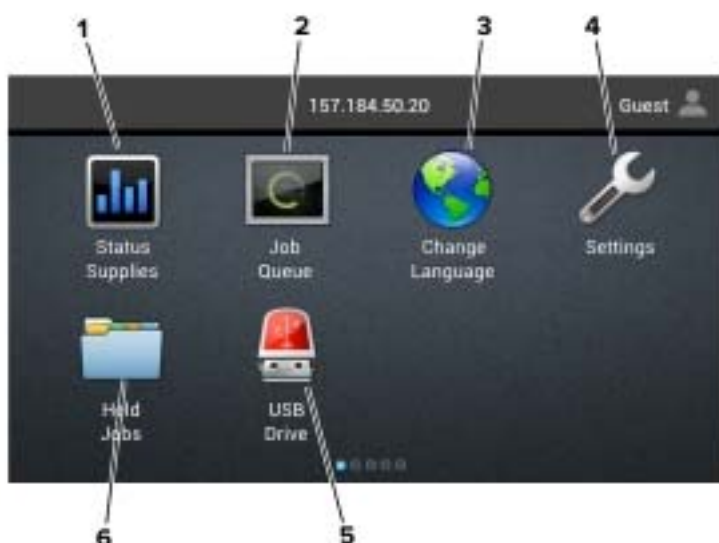 1 2 3 4
157.184.50.20 Guest
Status Job Change Settings
Supplies Queue Language
Held USB
Jobs Drive
6 5